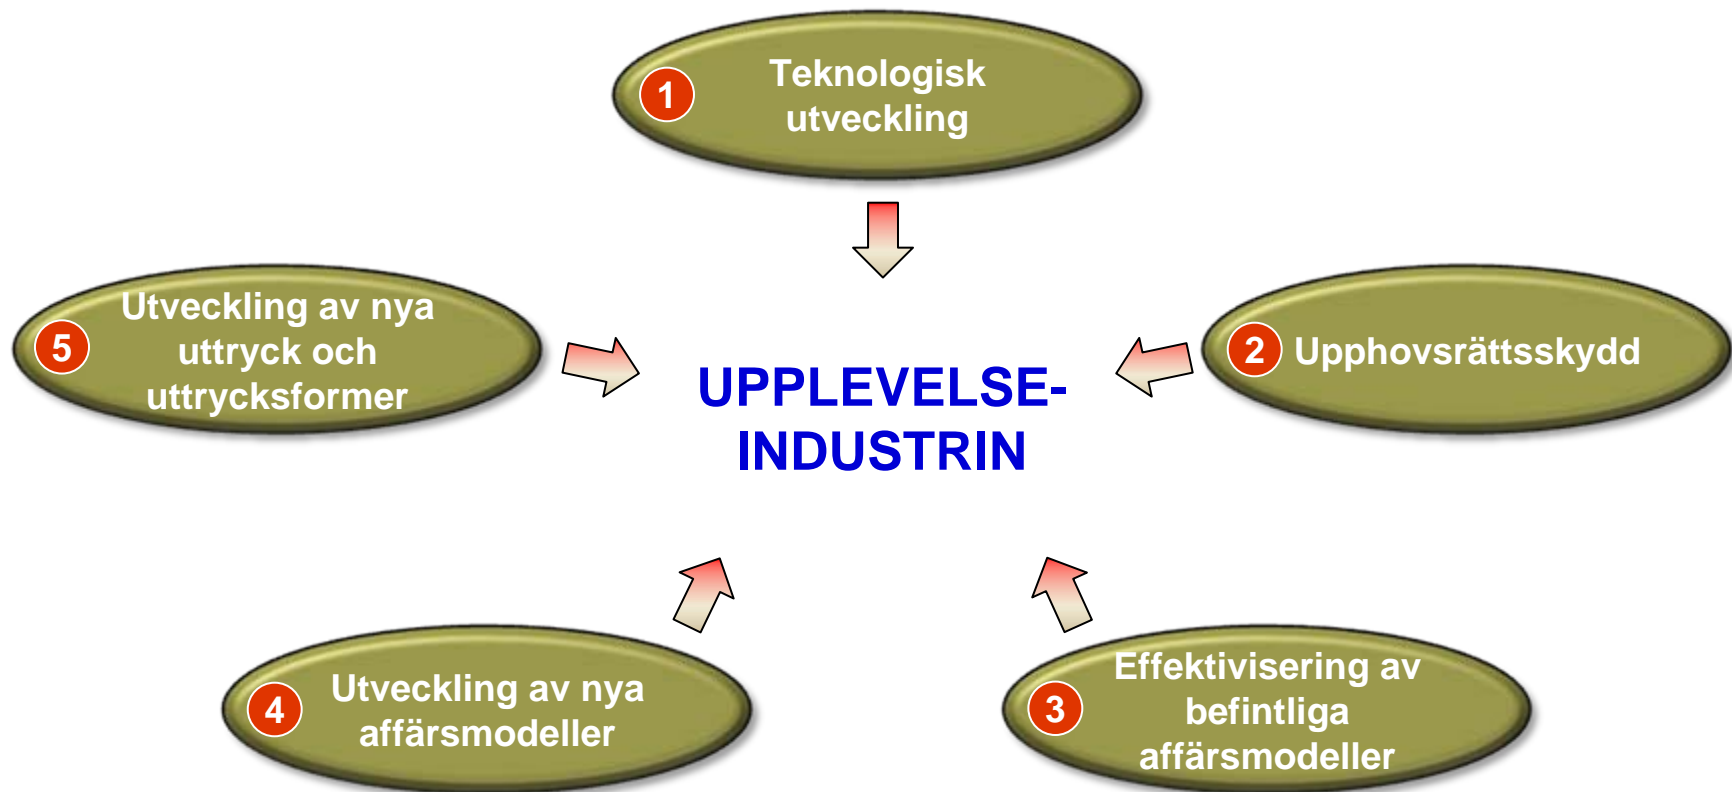 1
Teknologisk
utveckling
2
Upphovsrättsskydd
3
Effektivisering av
befintliga
affärsmodeller
4
Utveckling av nya
affärsmodeller
5
Utveckling av nya
uttryck och
uttrycksformer
UPPLEVELSE-
INDUSTRIN